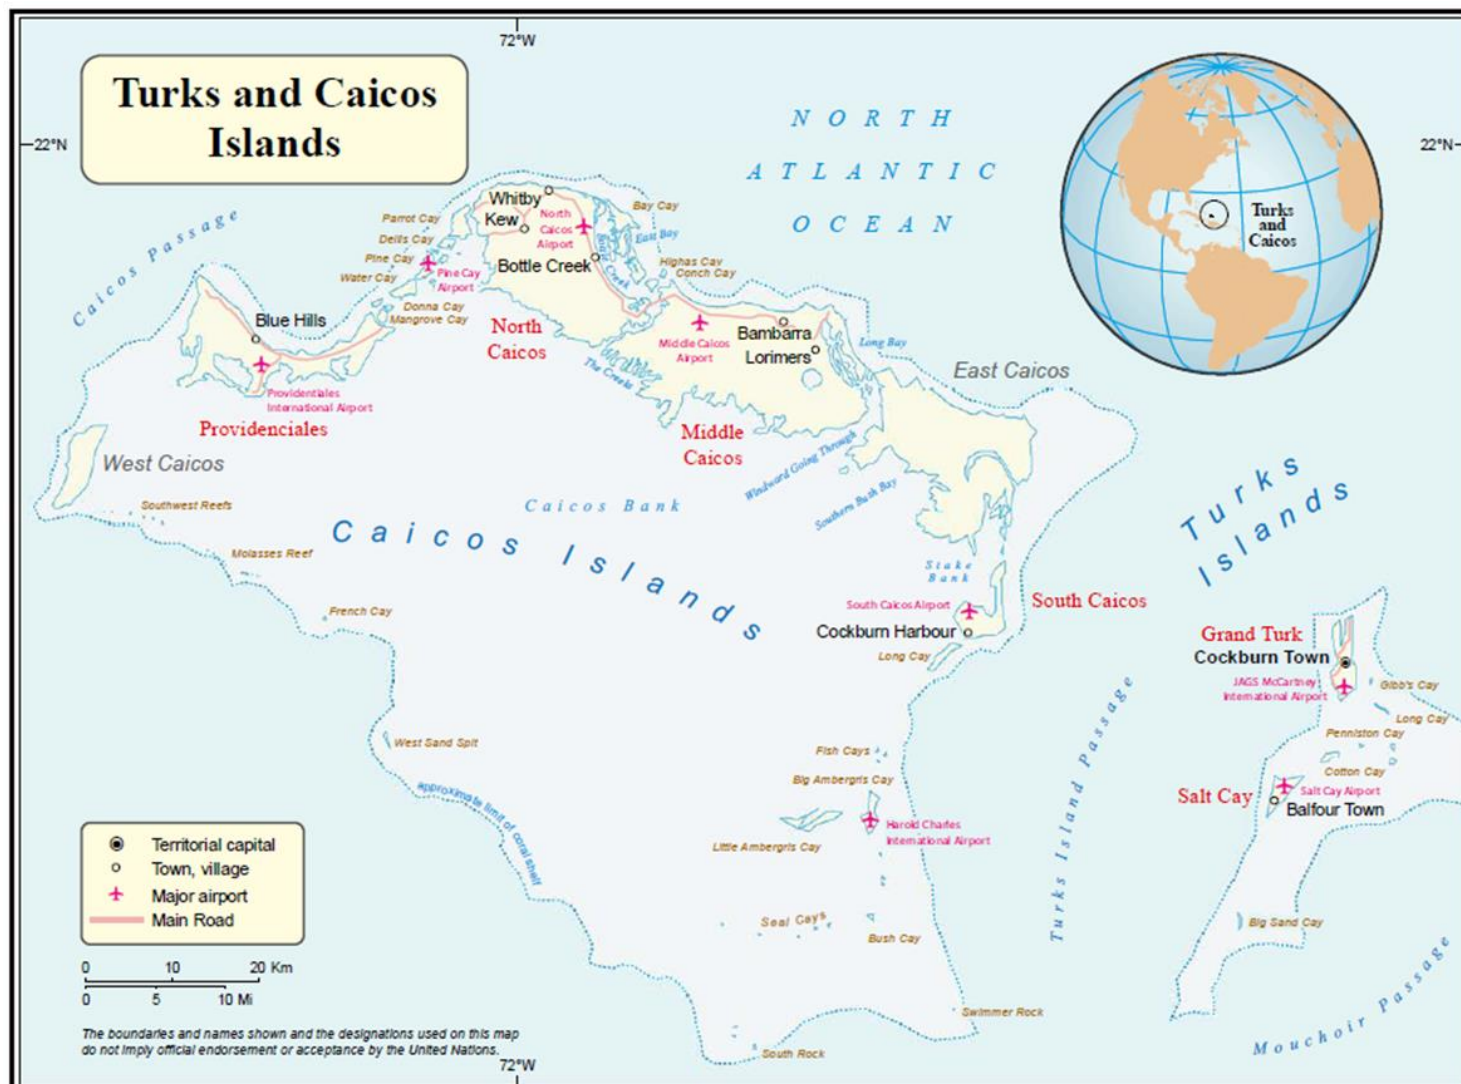 72°W
Turks and Caicos
Islands
22°N
22°N
NORTH
ATLANTIC
OCEAN
Turks
and
Caicos
Caicos Passage
Parrot Cay
Dellis Cay
Pine Cay
Water Cay
Donna Cay
Mangrove Cay
Pine Cay
Airport
Whitby
Kew
North
Caicos
Airport
Bottle Creek
Bottle Creek
East Bay
Bay Cay
Highas Cay
Conch Cay
North
Caicos
Blue Hills
Providentiales
International Airport
Providenciales
West Caicos
Middle Caicos
Airport
Bambarra
Lorimers
Long Bay
The Creeks
Middle
Caicos
East Caicos
Windward Going Through
Southern Bush Bay
Southwest Reefs
Molasses Reef
French Cay
Caicos Bank
Caicos Islands
Stake
Bank
South Caicos Airport
Cockburn Harbour
South Caicos
Long Cay
Turks
Islands
Grand Turk
Cockburn Town
JAGS McCartney
International Airport
Gibb's Cay
Long Cay
Penniston Cay
Cotton Cay
Salt Cay
Salt Cay Airport
Balfour Town
Big Sand Cay
Turks Island Passage
Mouchoir Passage
West Sand Spit
approximate limit of coral shelf
Fish Cays
Big Ambergris Cay
Harold Charles
International Airport
Little Ambergris Cay
Seal Cays
Bush Cay
Swimmer Rock
South Rock
Territorial capital
Town, village
Major airport
Main Road
0 10 20 Km
0 5 10 Mi
The boundaries and names shown and the designations used on this map
do not imply official endorsement or acceptance by the United Nations.
72°W